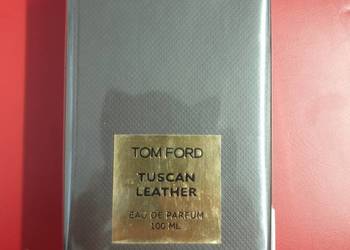 TOM FORD
TUSCAN
LEATHER
EAU DE PARFUM
100 ML